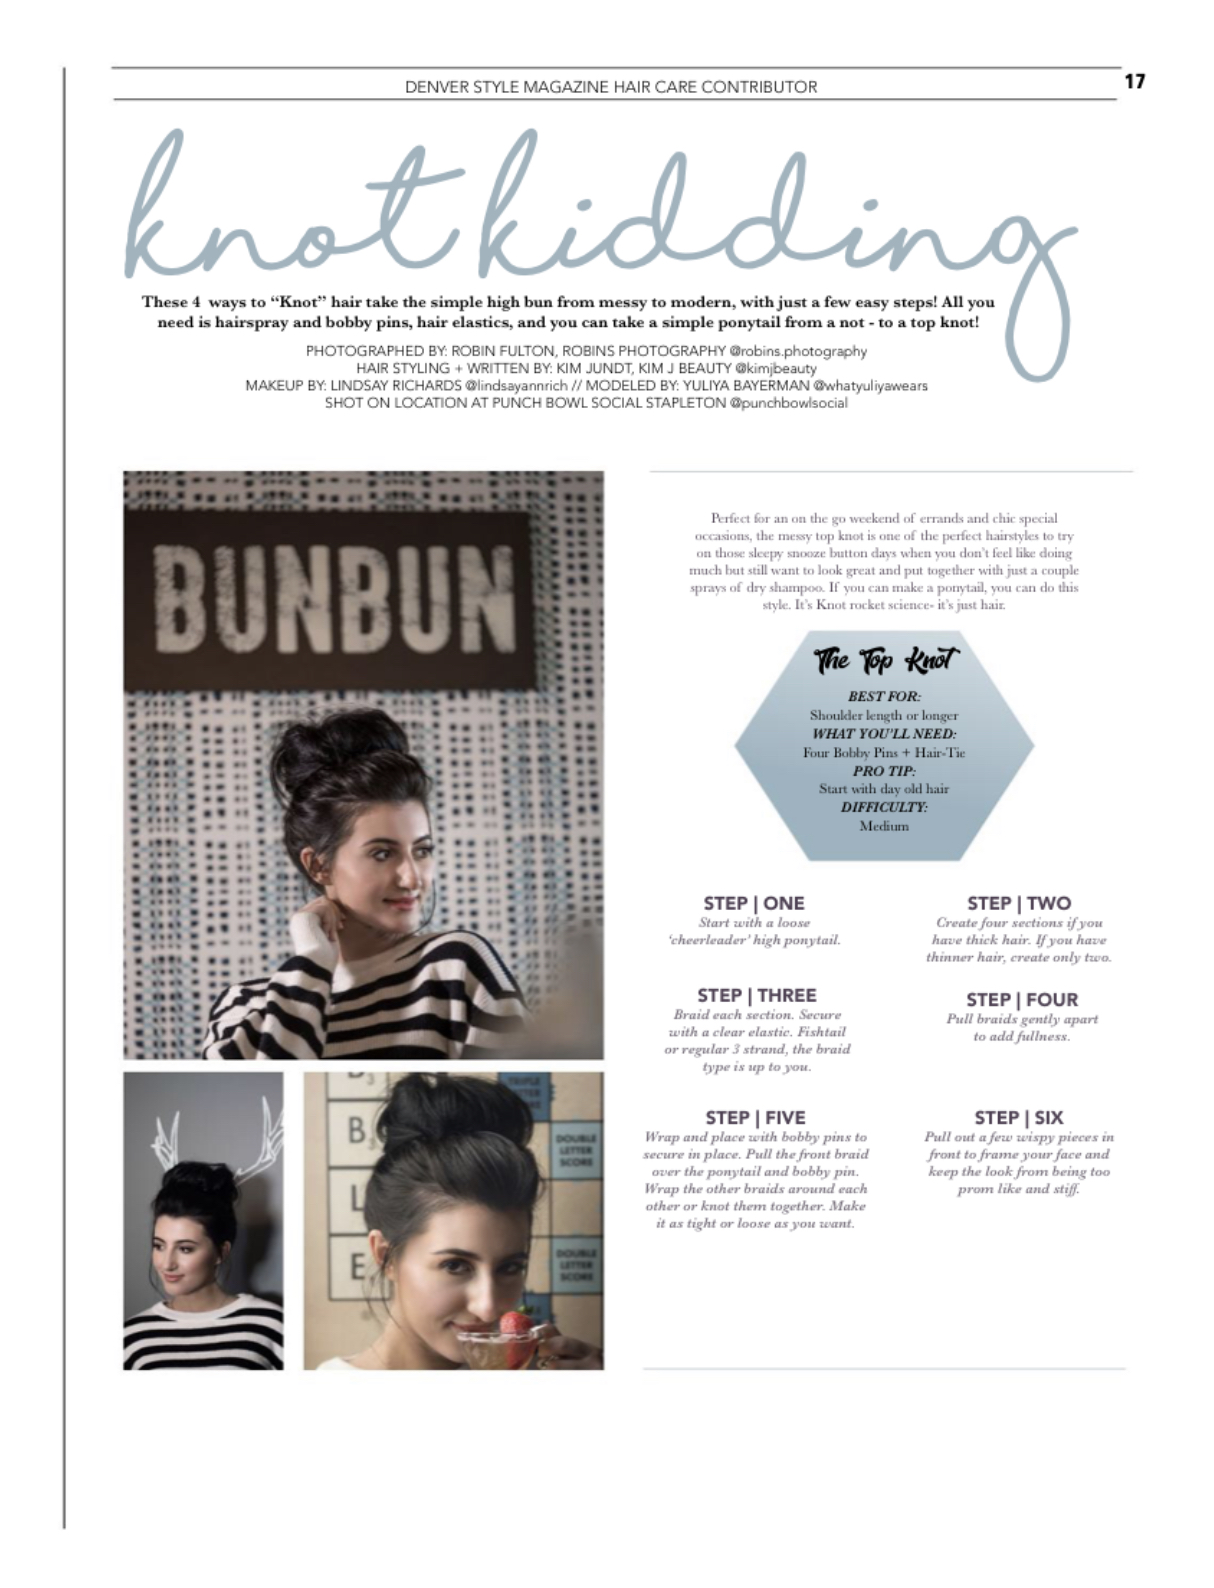 DENVER STYLE MAGAZINE HAIR CARE CONTRIBUTOR
17
knot kidding
These 4 ways to “Knot” hair take the simple high bun from messy to modern, with just a few easy steps! All you
need is hairspray and bobby pins, hair elastics, and you can take a simple ponytail from a not - to a top knot!
PHOTOGRAPHED BY: ROBIN FULTON, ROBINS PHOTOGRAPHY @robins.photography
HAIR STYLING + WRITTEN BY: KIM JUNDT, KIM J BEAUTY @kimjbeauty
MAKEUP BY: LINDSAY RICHARDS @lindsayannrich // MODELED BY: YULIYA BAYERMAN @whatyuliyawears
SHOT ON LOCATION AT PUNCH BOWL SOCIAL STAPLETON @punchbowlsocial
BUNBUN
B
L
E
TRIPLE
LETTER
SCORE
DOUBLE
LETTER
SCORE
DOUBLE
LETTER
SCORE
Perfect for an on the go weekend of errands and chic special
occasions, the messy top knot is one of the perfect hairstyles to try
on those sleepy snooze button days when you don’t feel like doing
much but still want to look great and put together with just a couple
sprays of dry shampoo. If you can make a ponytail, you can do this
style. It’s Knot rocket science- it’s just hair.
The Top Knot
BEST FOR:
Shoulder length or longer
WHAT YOU’LL NEED:
Four Bobby Pins + Hair-Tie
PRO TIP:
Start with day old hair
DIFFICULTY:
Medium
STEP | ONE
Start with a loose
‘cheerleader’ high ponytail.
STEP | TWO
Create four sections if you
have thick hair. If you have
thinner hair, create only two.
STEP | THREE
Braid each section. Secure
with a clear elastic. Fishtail
or regular 3 strand, the braid
type is up to you.
STEP | FOUR
Pull braids gently apart
to add fullness.
STEP | FIVE
Wrap and place with bobby pins to
secure in place. Pull the front braid
over the ponytail and bobby pin.
Wrap the other braids around each
other or knot them together. Make
it as tight or loose as you want.
STEP | SIX
Pull out a few wispy pieces in
front to frame your face and
keep the look from being too
prom like and stiff.